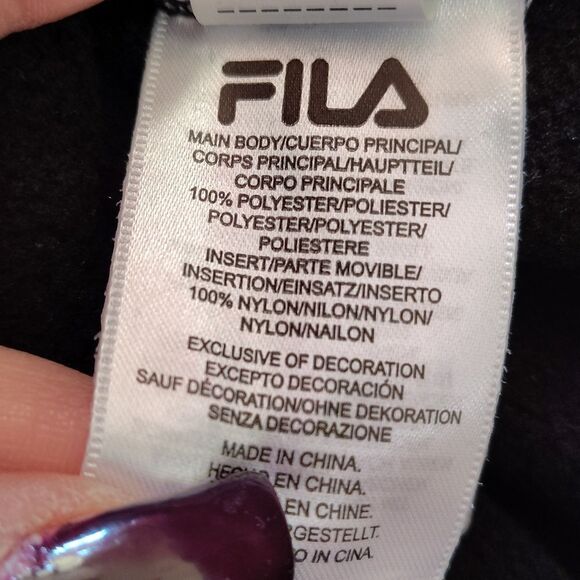 FILA
MAIN BODY/CUERPO PRINCIPAL/
CORPS PRINCIPAL/HAUPTTEIL/
CORPO PRINCIPALE
100% POLYESTER/POLIESTER/
POLYESTER/POLYESTER/
POLIESTERE
INSERT/PARTE MOVIBLE/
INSERTION/EINSATZ/INSERTO
100% NYLON/NILON/NYLON/
NYLON/NAILON
EXCLUSIVE OF DECORATION
EXCEPTO DECORACIÓN
SAUF DÉCORATION/OHNE DEKORATION
SENZA DECORAZIONE
MADE IN CHINA.
EN CHINA.
EN CHINE.
GESTELLT.
IN CINA.